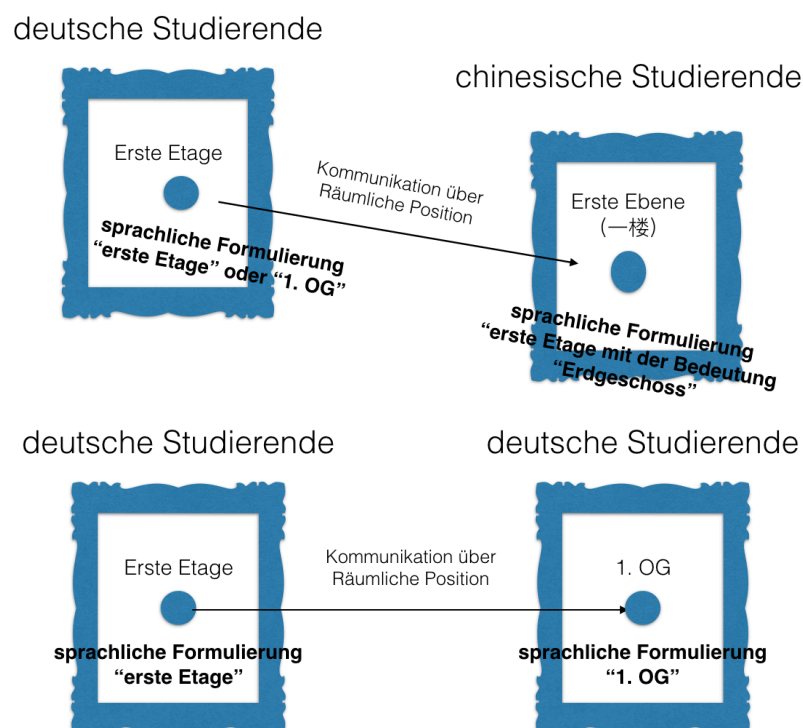 deutsche Studierende
chinesische Studierende
Erste Etage
Kommunikation über
Räumliche Position
Erste Ebene
(一楼)
sprachliche Formulierung
“erste Etage” oder “1. OG”
sprachliche Formulierung
“erste Etage mit der Bedeutung
“Erdgeschoss”
deutsche Studierende
deutsche Studierende
Erste Etage
Kommunikation über
Räumliche Position
1. OG
sprachliche Formulierung
“erste Etage”
sprachliche Formulierung
“1. OG”